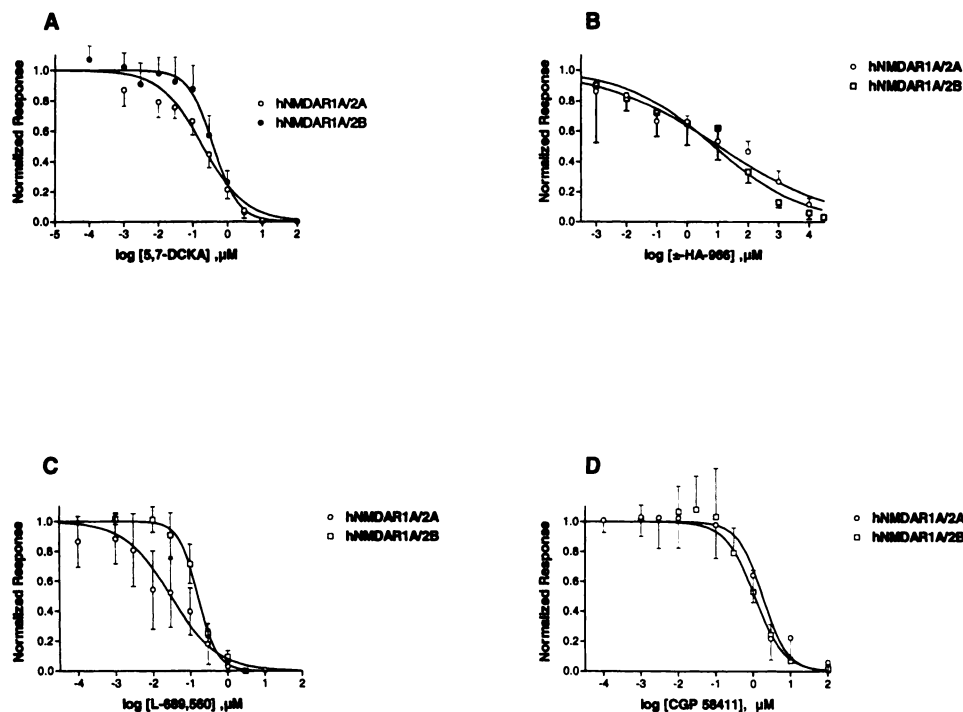 A
Normalized Response
1.0
0.8
0.6
0.4
0.2
0.0
-5 -4 -3 -2 -1 0 1 2
log [5,7-DCKA] ,µM
hNMDAR1A/2A
hNMDAR1A/2B
B
Normalized Response
1.0
0.8
0.6
0.4
0.2
0.0
-3 -2 -1 0 1 2 3 4
log [±-HA-966] ,µM
hNMDAR1A/2A
hNMDAR1A/2B
C
Normalized Response
1.0
0.8
0.6
0.4
0.2
0.0
-4 -3 -2 -1 0 1 2
log [L-689,560] ,µM
hNMDAR1A/2A
hNMDAR1A/2B
D
Normalized Response
1.0
0.8
0.6
0.4
0.2
0.0
-4 -3 -2 -1 0 1 2
log [CGP 58411], µM
hNMDAR1A/2A
hNMDAR1A/2B